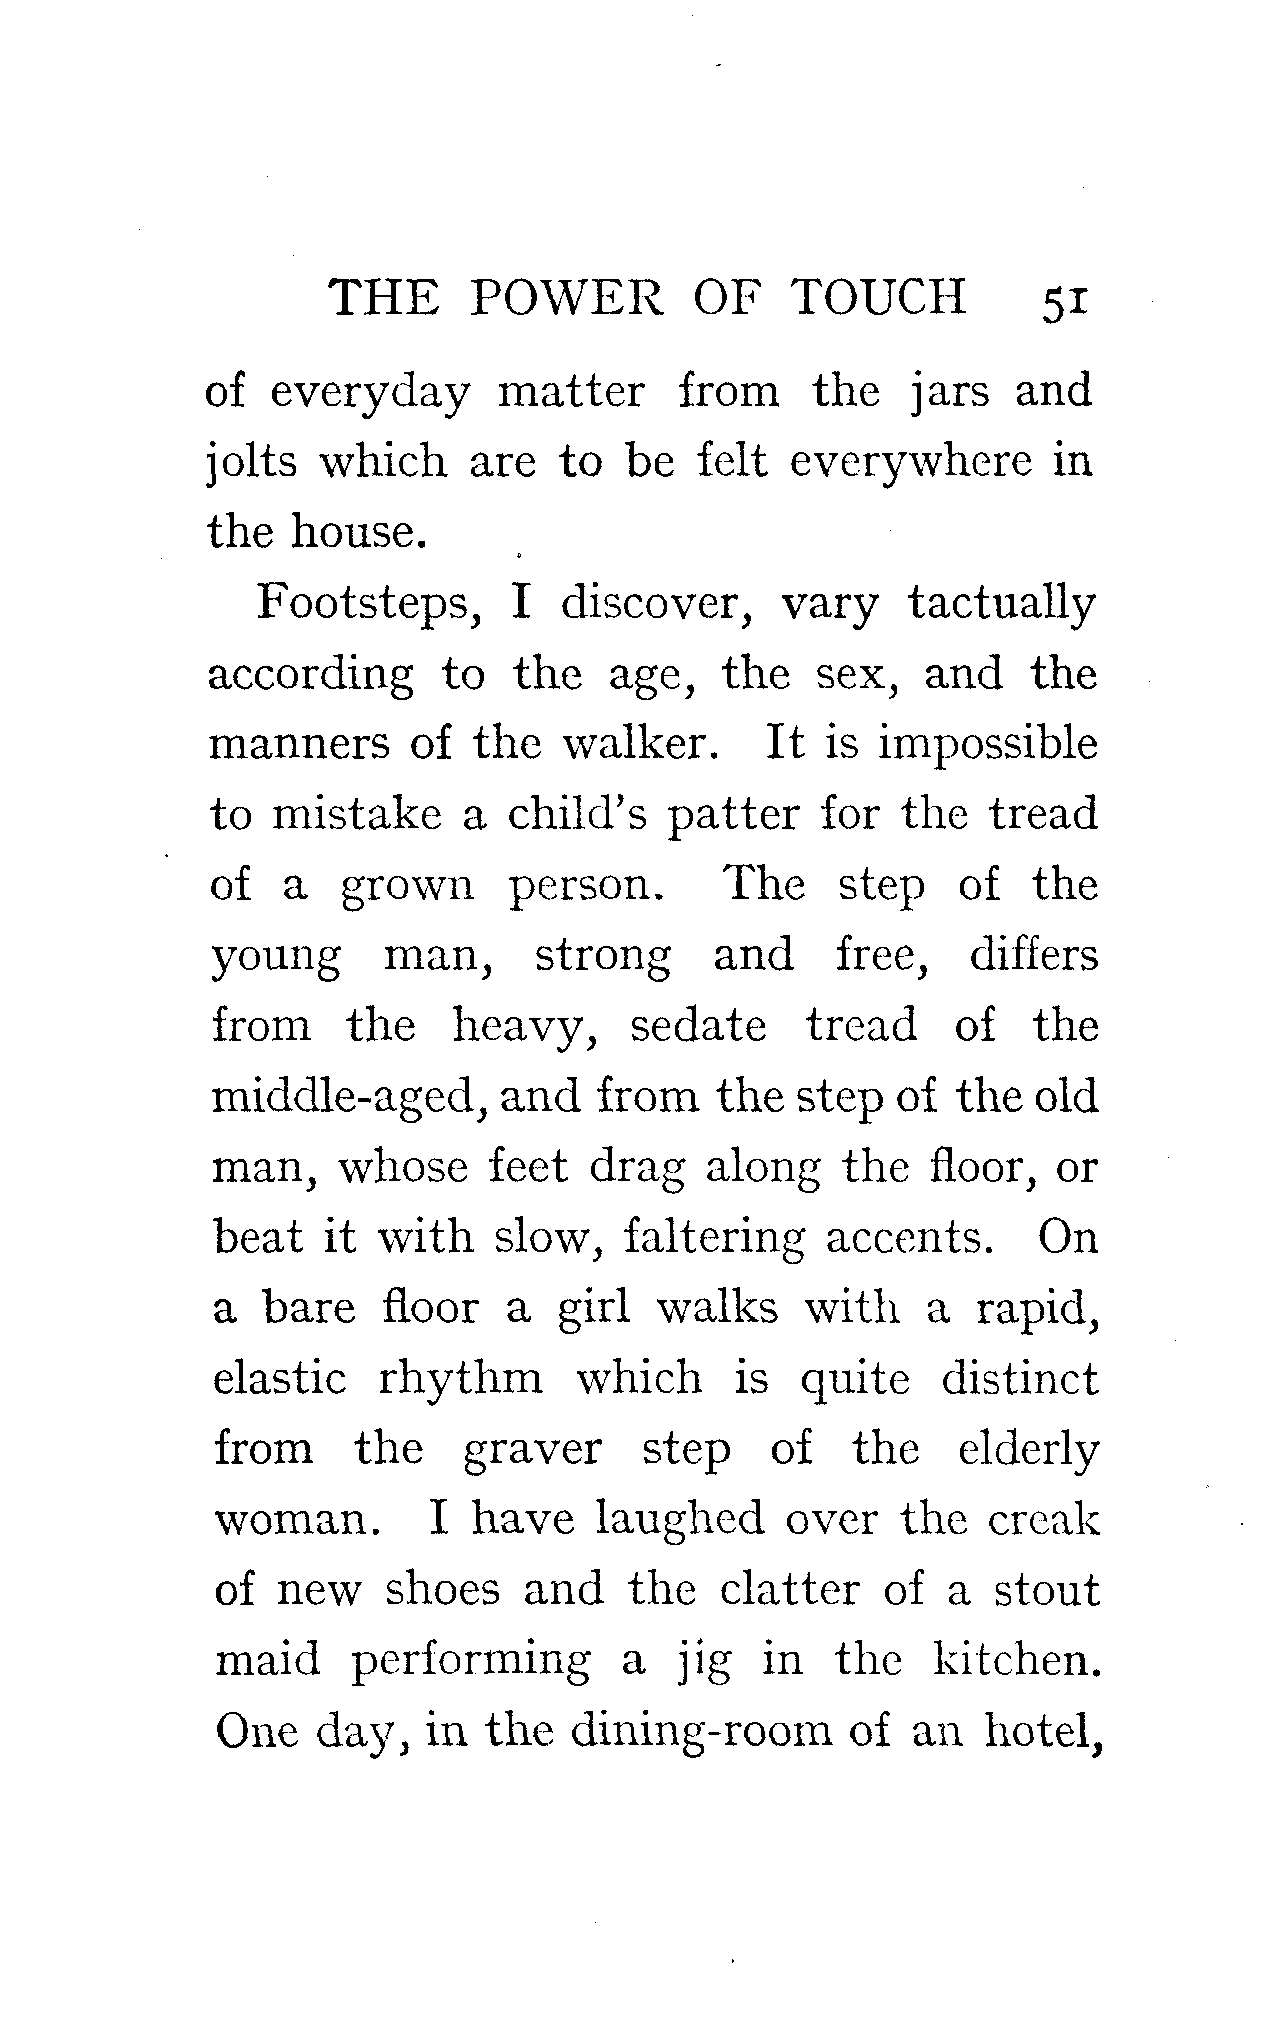 THE POWER OF TOUCH 51
of everyday matter from the jars and
jolts which are to be felt everywhere in
the house.
Footsteps, I discover, vary tactually
according to the age, the sex, and the
manners of the walker. It is impossible
to mistake a child's patter for the tread
of a grown person. The step of the
young man, strong and free, differs
from the heavy, sedate tread of the
middle-aged, and from the step of the old
man, whose feet drag along the floor, or
beat it with slow, faltering accents. On
a bare floor a girl walks with a rapid,
elastic rhythm which is quite distinct
from the graver step of the elderly
woman. I have laughed over the creak
of new shoes and the clatter of a stout
maid performing a jig in the kitchen.
One day, in the dining-room of an hotel,